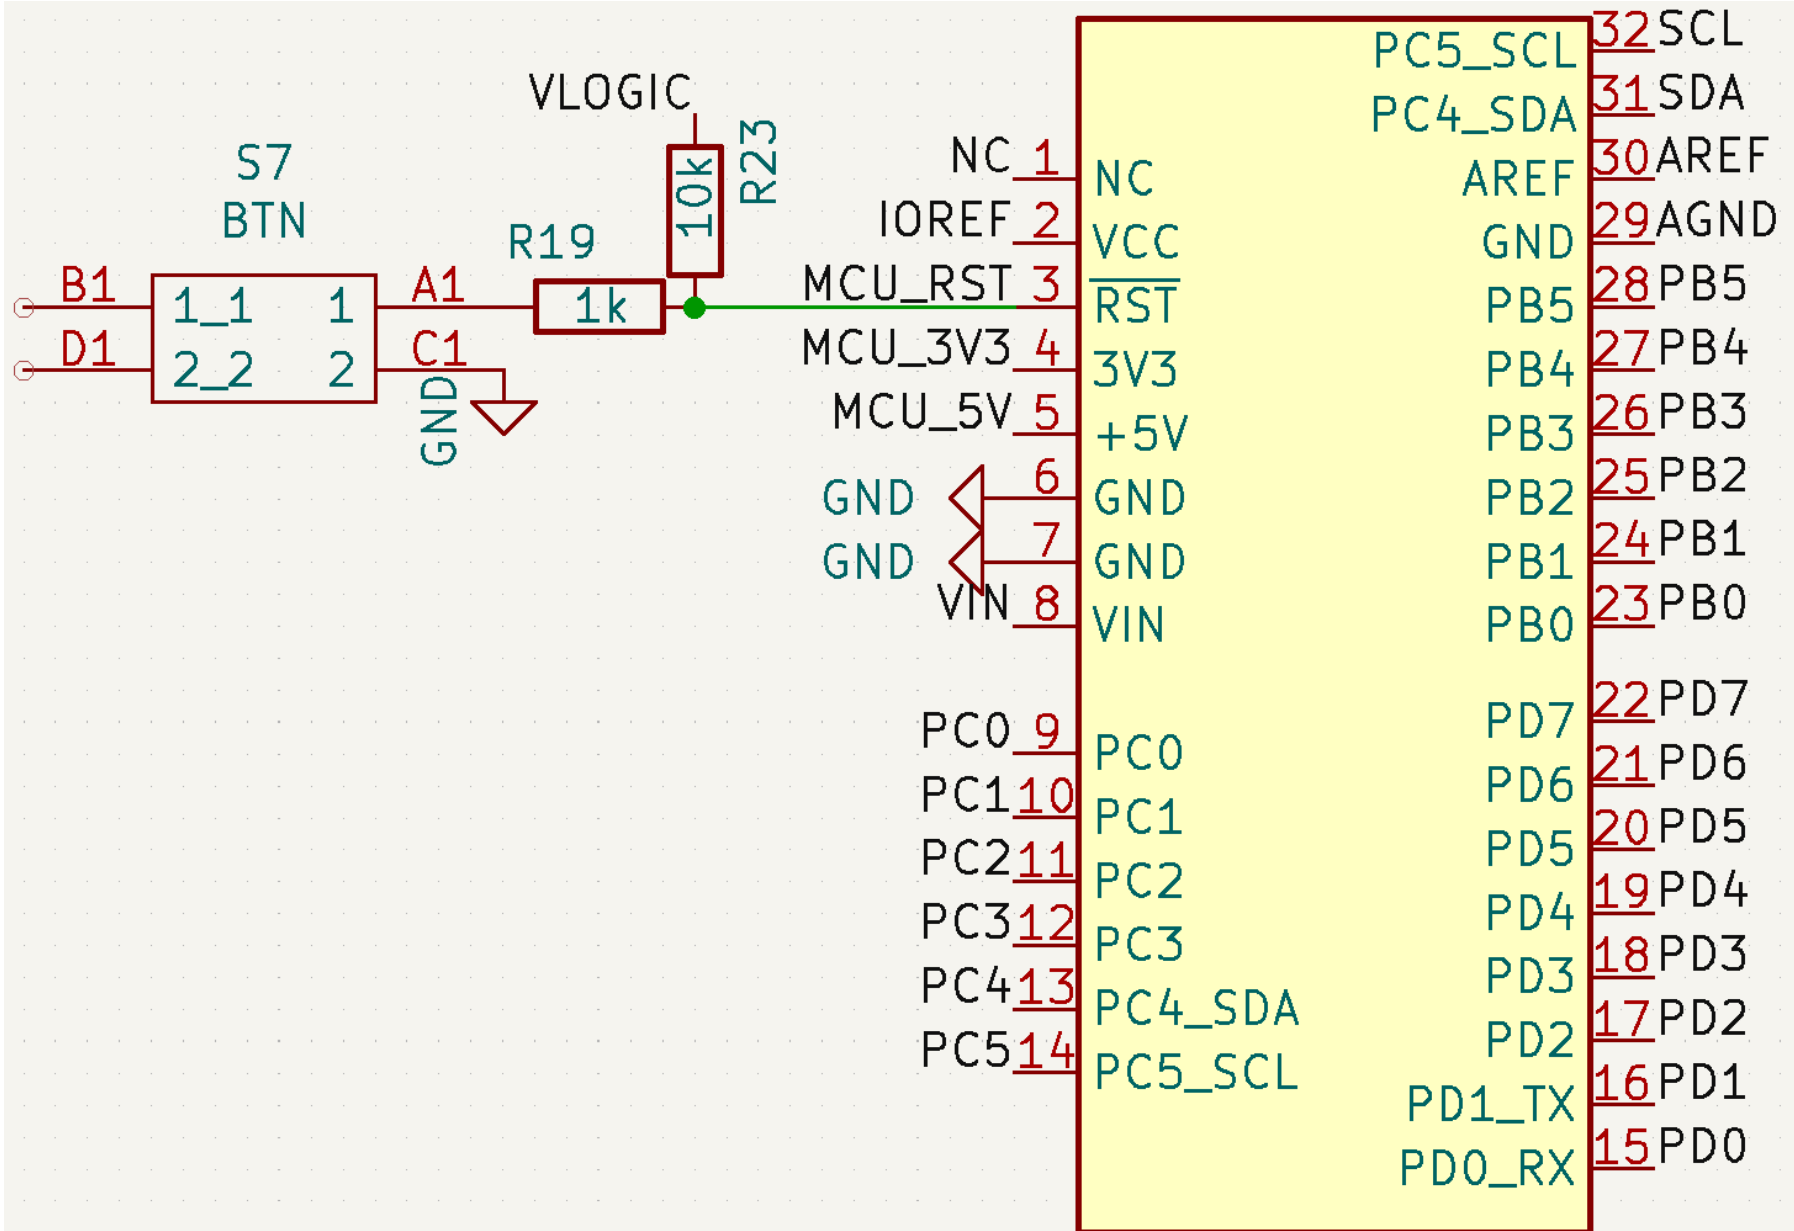 VLOGIC
10k
R23
S7
BTN
R19
1k
B1
1_1
1
A1
D1
2_2
2
C1
GND
NC 1 NC
IOREF 2 VCC
MCU_RST 3 RST
MCU_3V3 4 3V3
MCU_5V 5 +5V
GND 6 GND
GND 7 GND
VIN 8 VIN
PC0 9 PC0
PC1 10 PC1
PC2 11 PC2
PC3 12 PC3
PC4 13 PC4_SDA
PC5 14 PC5_SCL
PC5_SCL 32 SCL
PC4_SDA 31 SDA
AREF 30 AREF
GND 29 AGND
PB5 28 PB5
PB4 27 PB4
PB3 26 PB3
PB2 25 PB2
PB1 24 PB1
PB0 23 PB0
PD7 22 PD7
PD6 21 PD6
PD5 20 PD5
PD4 19 PD4
PD3 18 PD3
PD2 17 PD2
PD1_TX 16 PD1
PD0_RX 15 PD0